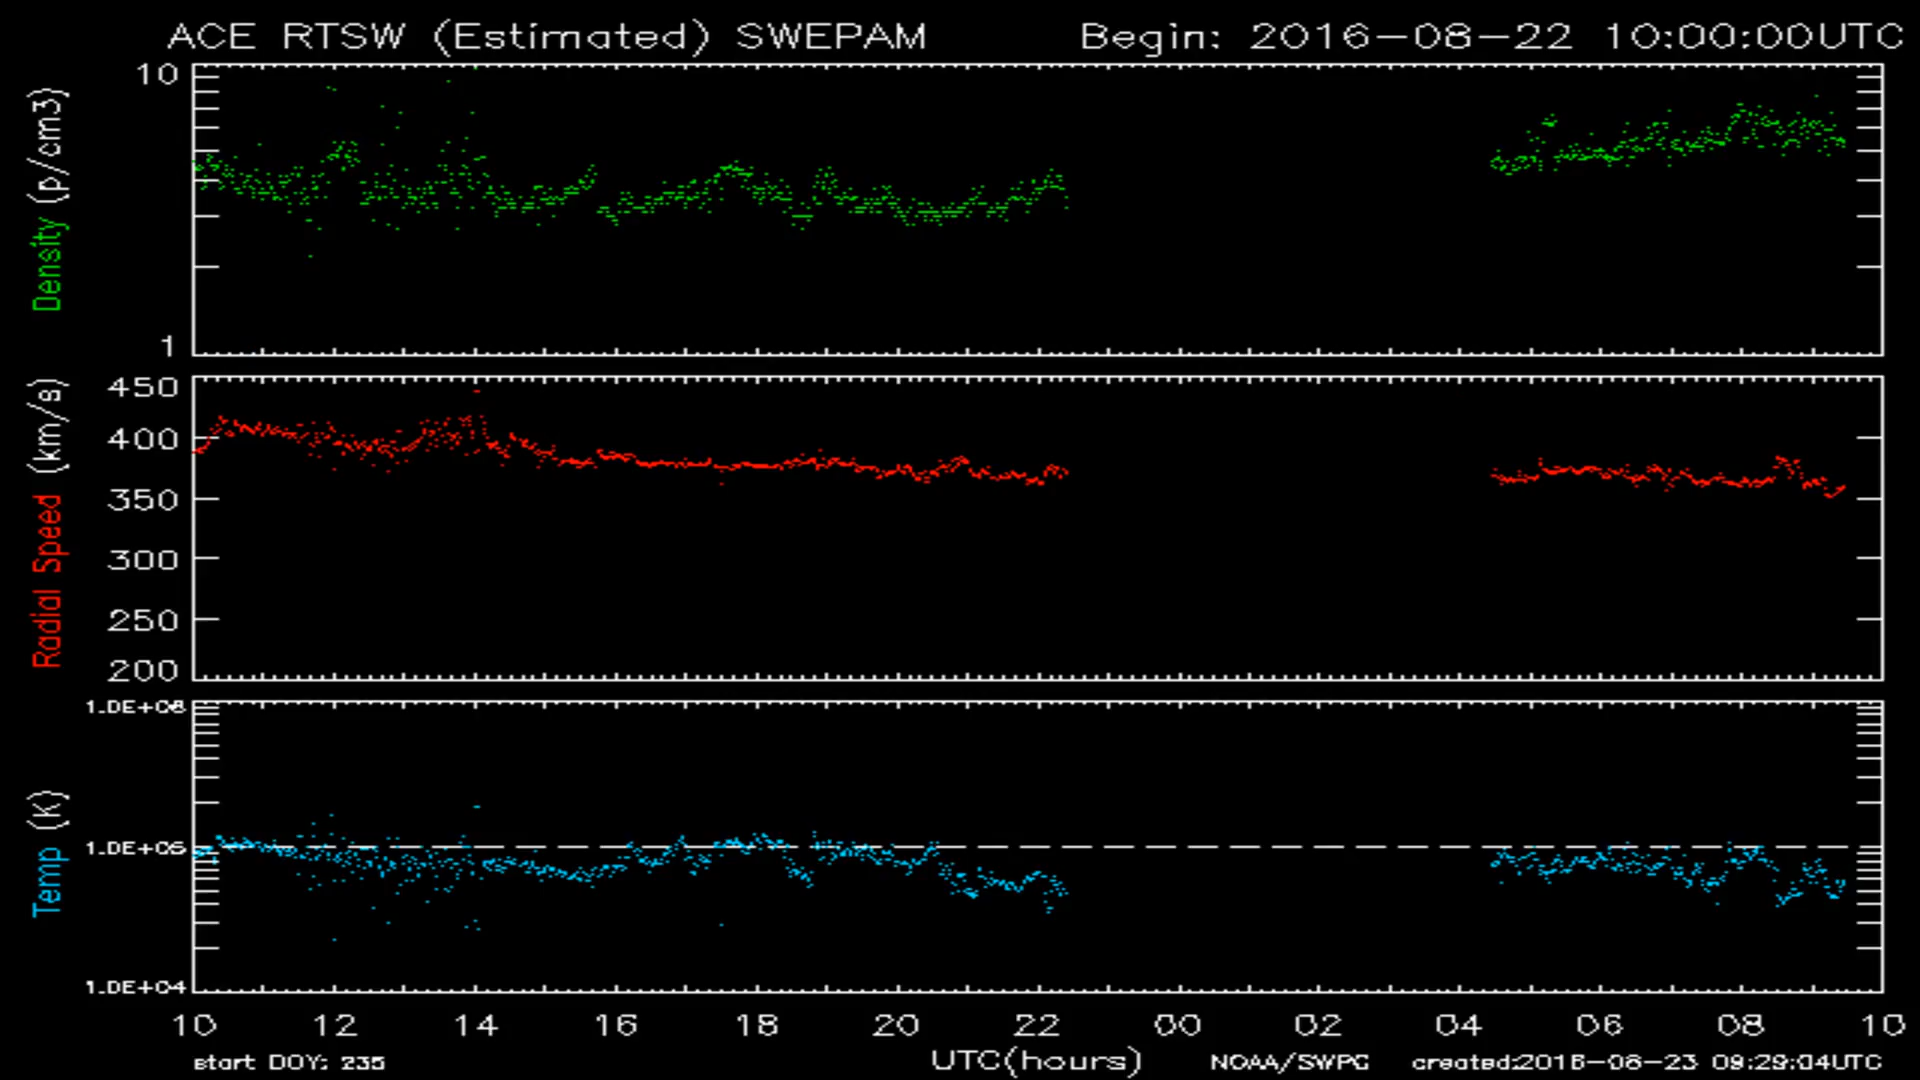 ACE RTSW (Estimated) SWEPAM Begin: 2016-08-22 10:00:00UTC
10
Density (p/cm3)
1
450
400
Radial Speed (km/s)
350
300
250
200
1.0E+06
Temp (K)
1.0E+05
1.0E+04
10 12 14 16 18 20 22 00 02 04 06 08 10
start DOY: 235 UTC(hours) NOAA/SWPC created:2016-08-23 09:29:04UTC